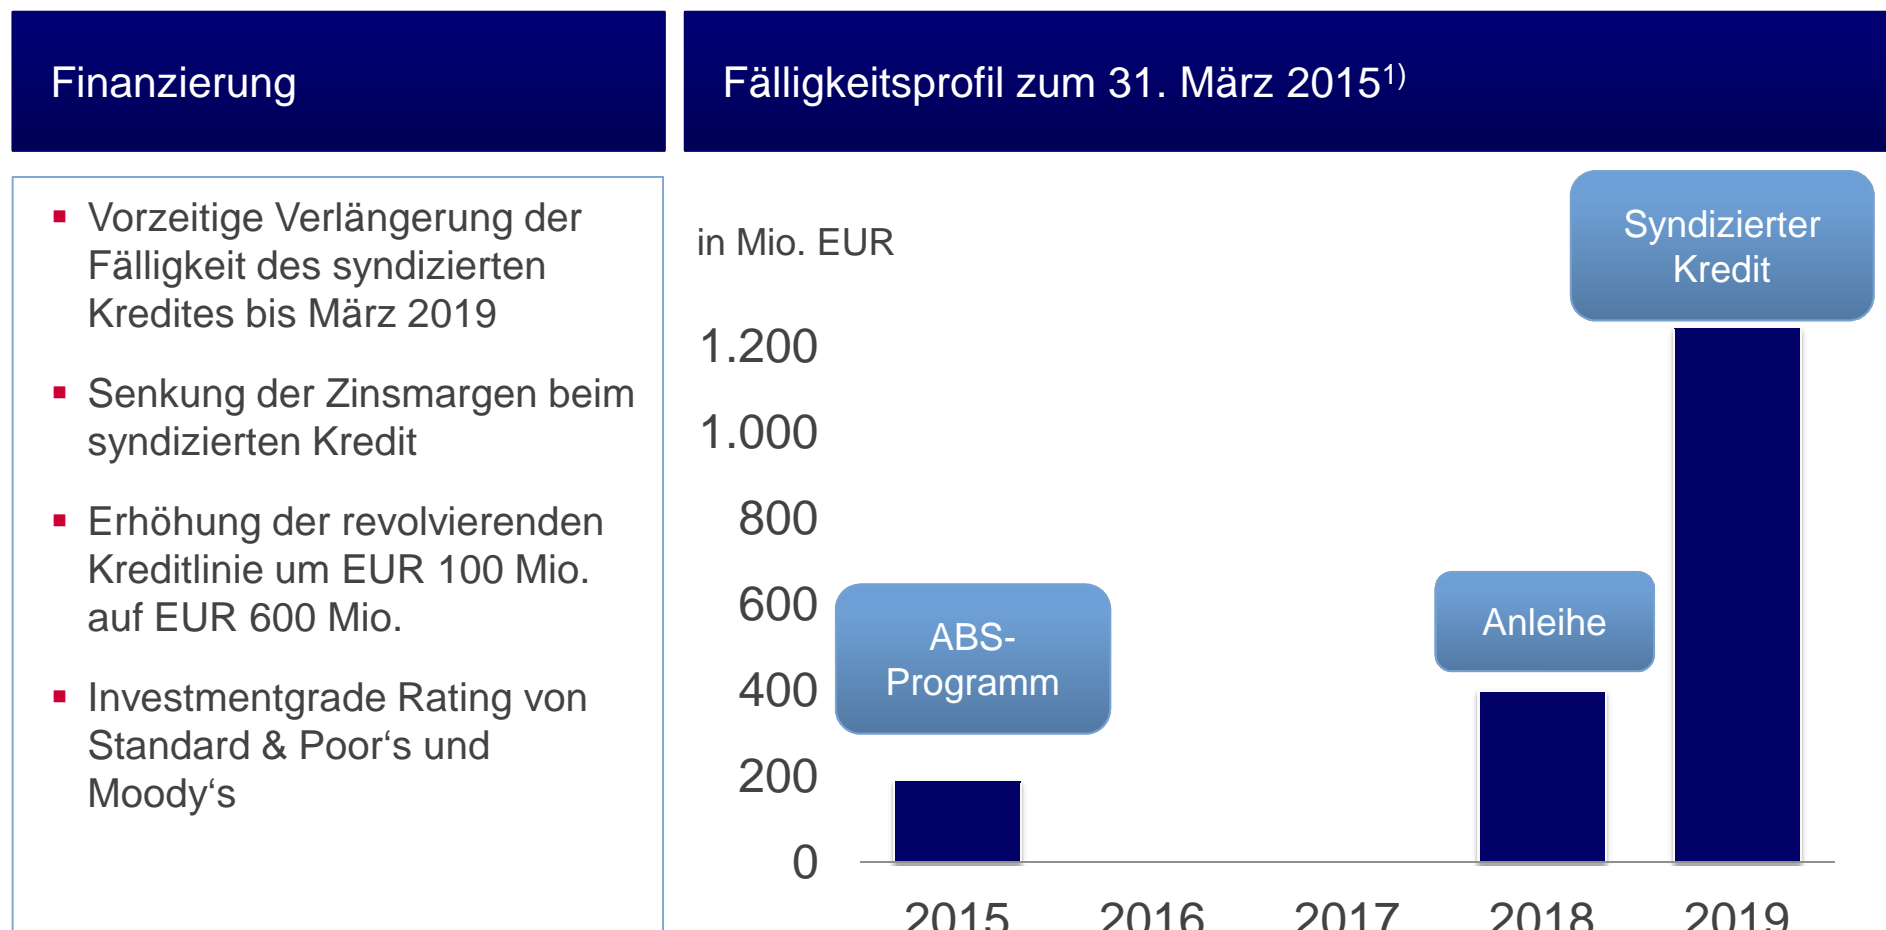 Finanzierung
Fälligkeitsprofil zum 31. März 2015¹⁾
▪ Vorzeitige Verlängerung der
Fälligkeit des syndizierten
Kredites bis März 2019
▪ Senkung der Zinsmargen beim
syndizierten Kredit
▪ Erhöhung der revolvierenden
Kreditlinie um EUR 100 Mio.
auf EUR 600 Mio.
▪ Investmentgrade Rating von
Standard & Poor‘s und
Moody‘s
in Mio. EUR
Syndizierter
Kredit
1.200
1.000
800
600
400
200
0
ABS-
Programm
Anleihe
2015 2016 2017 2018 2019